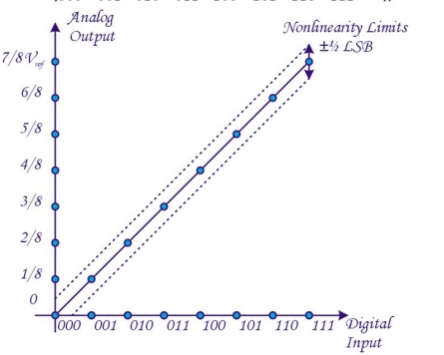 Analog
Output
Nonlinearity Limits
±½ LSB
7/8 Vref
6/8
5/8
4/8
3/8
2/8
1/8
0
000 001 010 011 100 101 110 111
Digital
Input